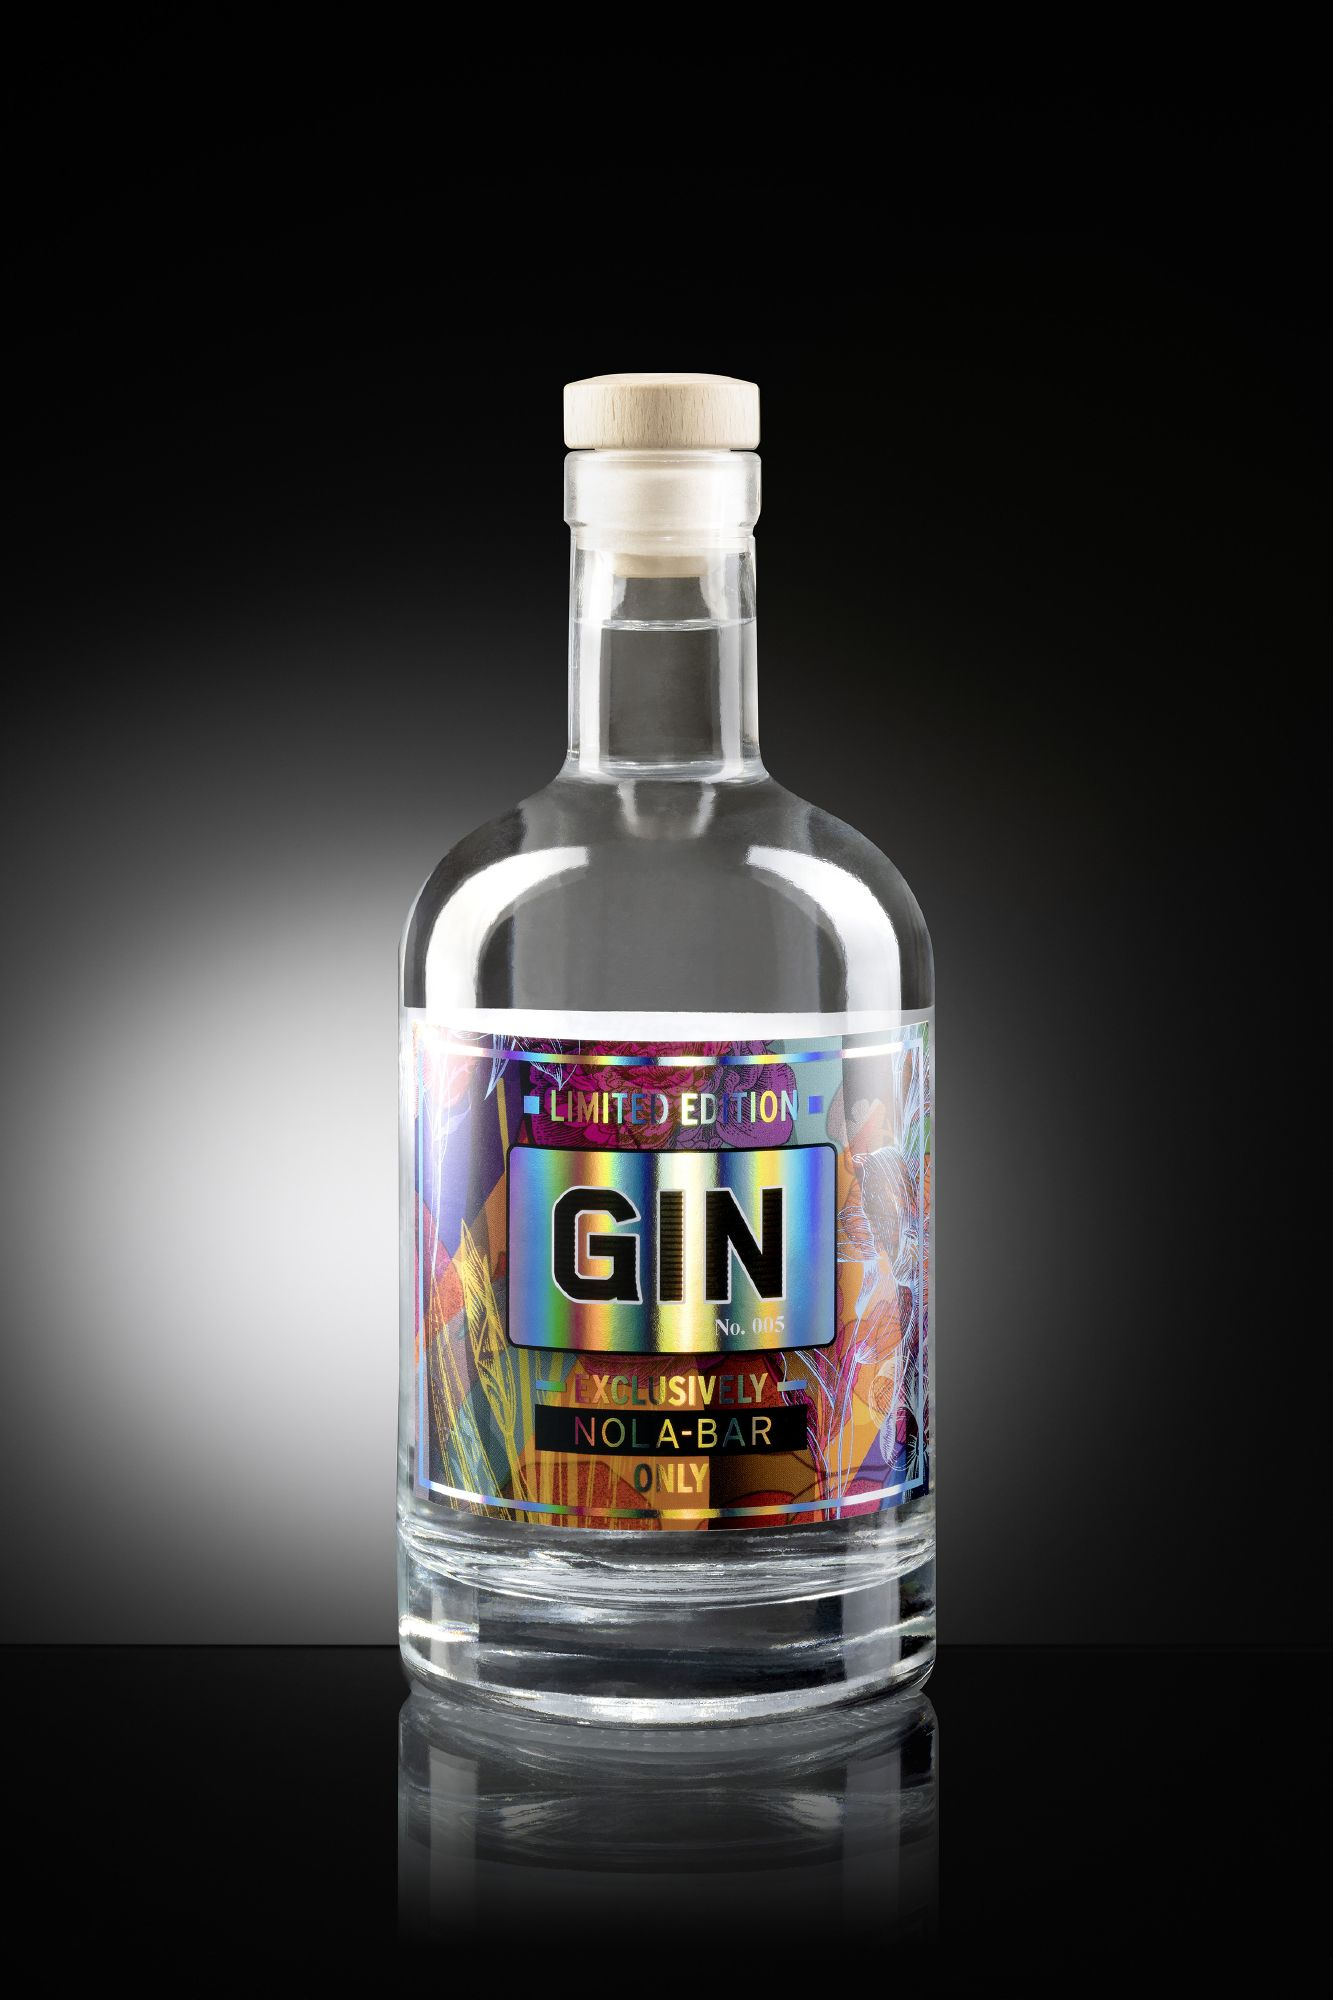 LIMITED EDITION
GIN
No. 005
EXCLUSIVELY
NOLA-BAR
ONLY